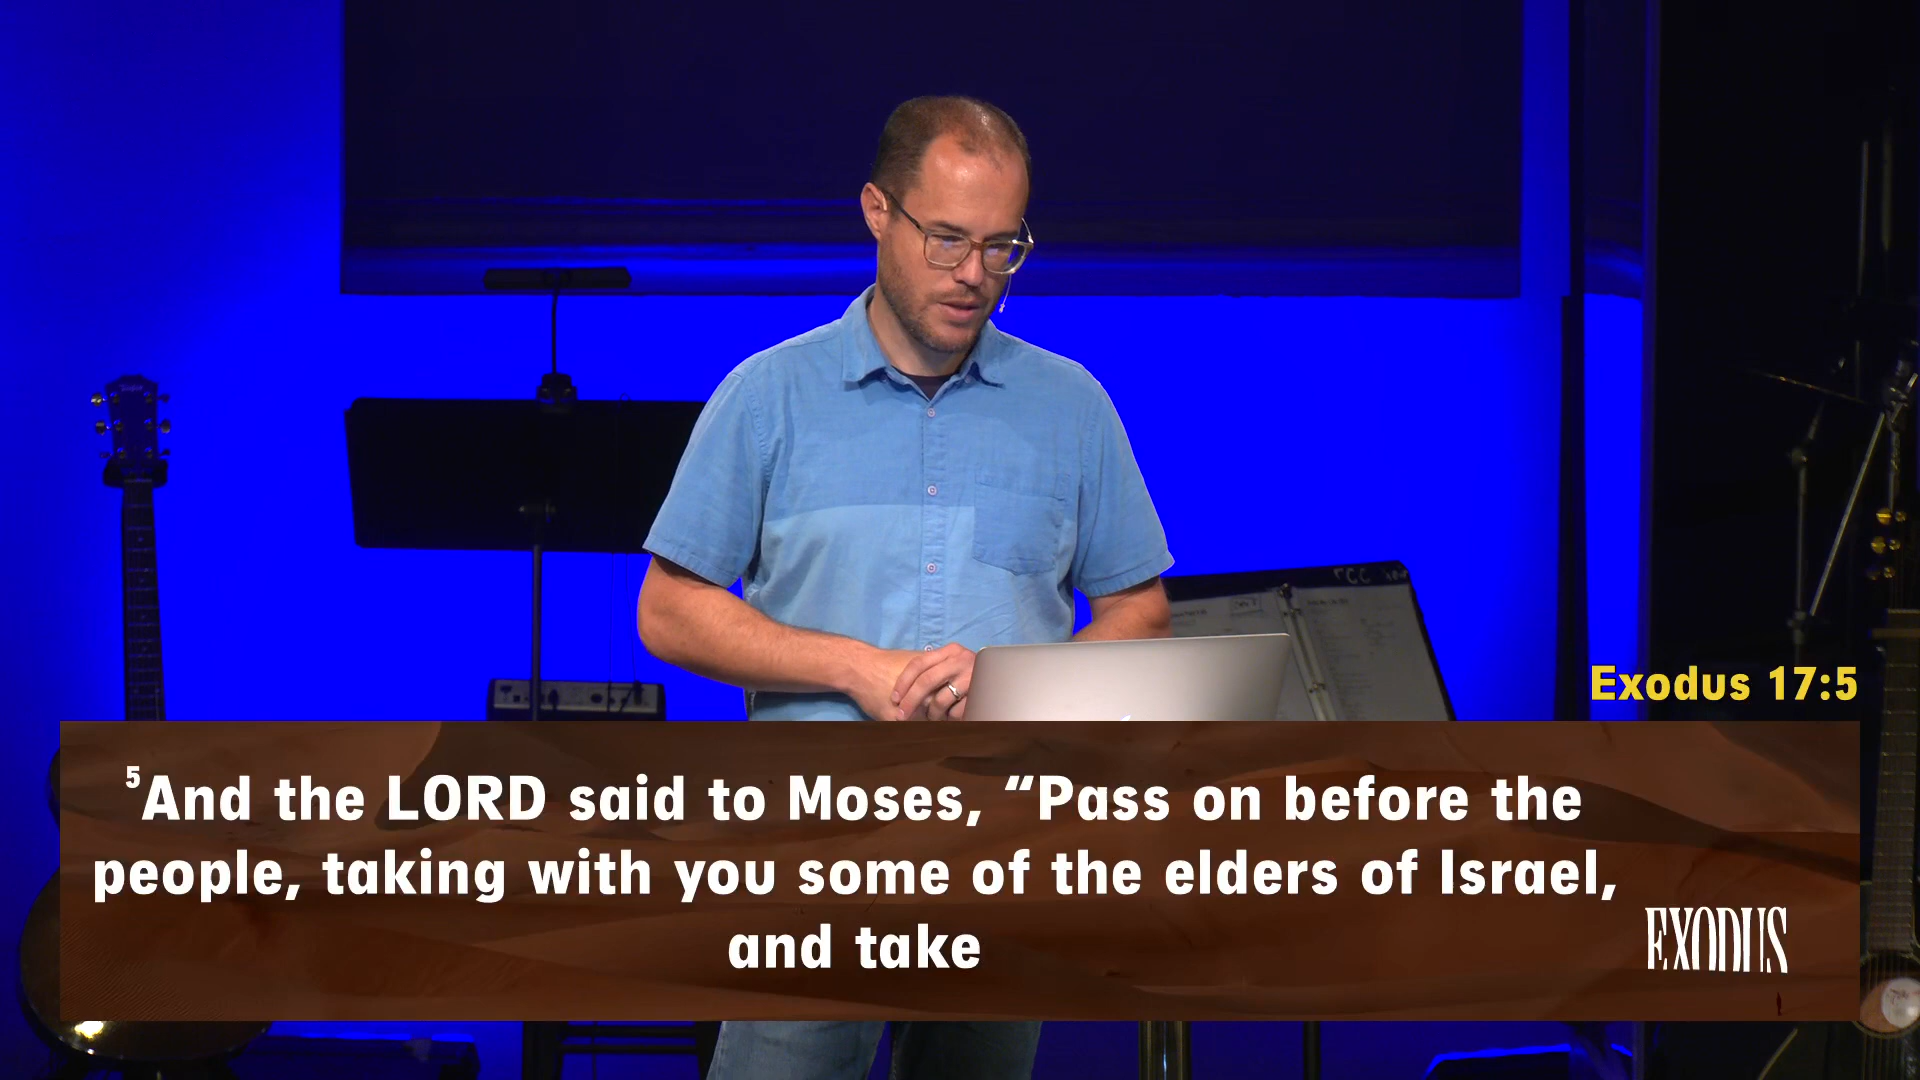 Exodus 17:5
5And the LORD said to Moses, “Pass on before the
people, taking with you some of the elders of Israel,
and take
EXODUS